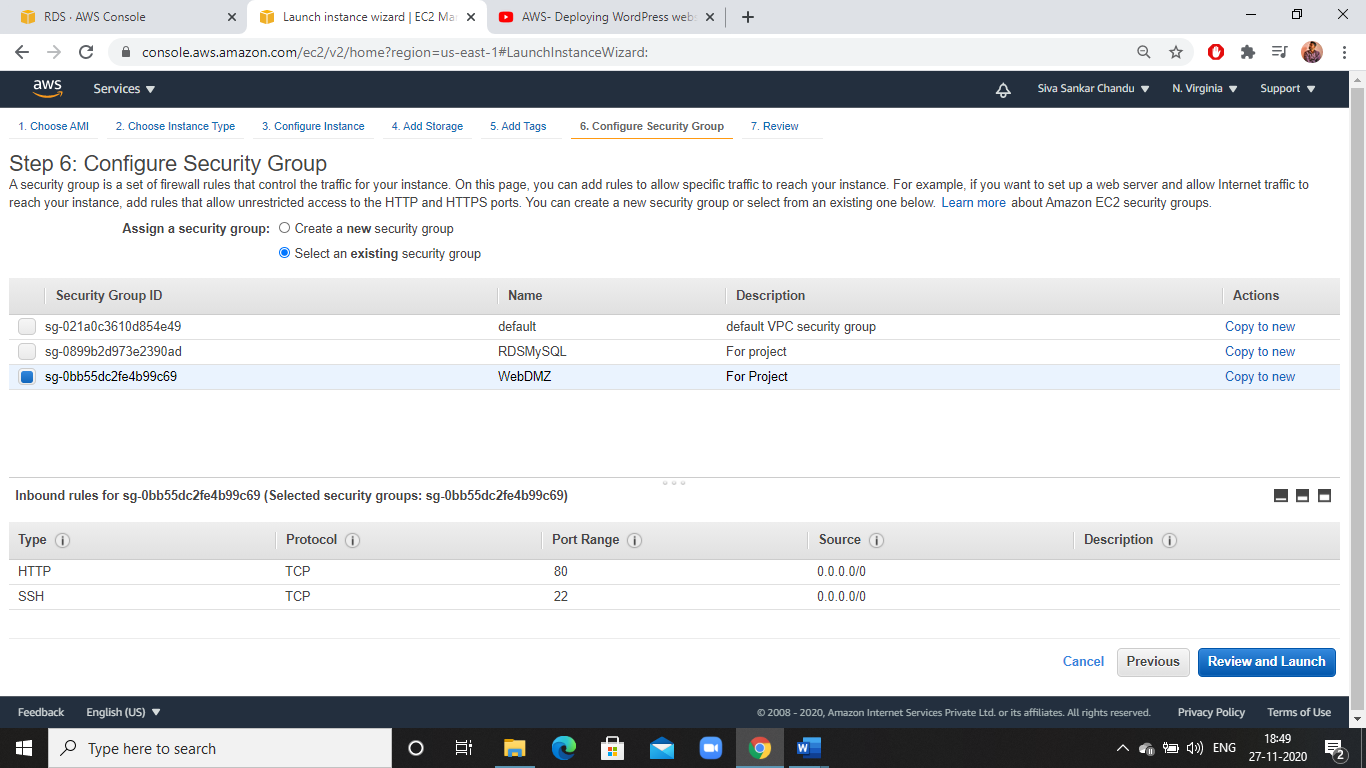 RDS · AWS Console
Launch instance wizard | EC2 Ma
AWS- Deploying WordPress web
console.aws.amazon.com/ec2/v2/home?region=us-east-1#LaunchInstanceWizard:
aws Services Siva Sankar Chandu N. Virginia Support
1. Choose AMI 2. Choose Instance Type 3. Configure Instance 4. Add Storage 5. Add Tags 6. Configure Security Group 7. Review
Step 6: Configure Security Group
A security group is a set of firewall rules that control the traffic for your instance. On this page, you can add rules to allow specific traffic to reach your instance. For example, if you want to set up a web server and allow Internet traffic to
reach your instance, add rules that allow unrestricted access to the HTTP and HTTPS ports. You can create a new security group or select from an existing one below. Learn more about Amazon EC2 security groups.
Assign a security group: Create a new security group
Select an existing security group
Security Group ID Name Description Actions
sg-021a0c3610d854e49 default default VPC security group Copy to new
sg-0899b2d973e2390ad RDSMySQL For project Copy to new
sg-0bb55dc2fe4b99c69 WebDMZ For Project Copy to new
Inbound rules for sg-0bb55dc2fe4b99c69 (Selected security groups: sg-0bb55dc2fe4b99c69)
Type Protocol Port Range Source Description
HTTP TCP 80 0.0.0.0/0
SSH TCP 22 0.0.0.0/0
Cancel Previous Review and Launch
Feedback English (US) © 2008 - 2020, Amazon Internet Services Private Ltd. or its affiliates. All rights reserved. Privacy Policy Terms of Use
Type here to search
ENG
18:49
27-11-2020
2